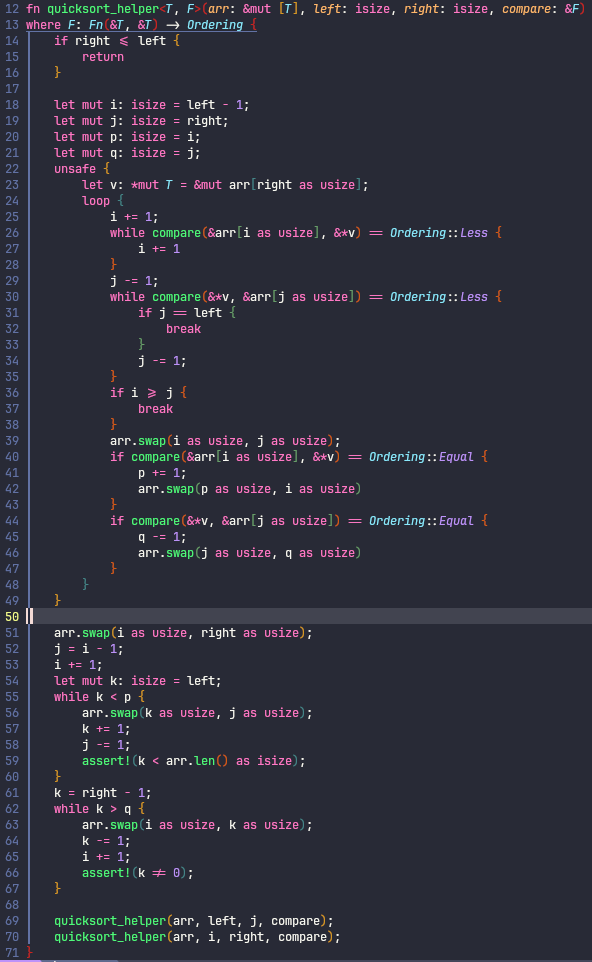 12 fn quicksort_helper<T, F>(arr: &mut [T], left: isize, right: isize, compare: &F)
13 where F: Fn(&T, &T) -> Ordering {
14     if right <= left {
15         return
16     }
17
18     let mut i: isize = left - 1;
19     let mut j: isize = right;
20     let mut p: isize = i;
21     let mut q: isize = j;
22     unsafe {
23         let v: *mut T = &mut arr[right as usize];
24         loop {
25             i += 1;
26             while compare(&arr[i as usize], &*v) == Ordering::Less {
27                 i += 1
28             }
29             j -= 1;
30             while compare(&*v, &arr[j as usize]) == Ordering::Less {
31                 if j == left {
32                     break
33                 }
34                 j -= 1;
35             }
36             if i >= j {
37                 break
38             }
39             arr.swap(i as usize, j as usize);
40             if compare(&arr[i as usize], &*v) == Ordering::Equal {
41                 p += 1;
42                 arr.swap(p as usize, i as usize)
43             }
44             if compare(&*v, &arr[j as usize]) == Ordering::Equal {
45                 q -= 1;
46                 arr.swap(j as usize, q as usize)
47             }
48         }
49     }
50
51     arr.swap(i as usize, right as usize);
52     j = i - 1;
53     i += 1;
54     let mut k: isize = left;
55     while k < p {
56         arr.swap(k as usize, j as usize);
57         k += 1;
58         j -= 1;
59         assert!(k < arr.len() as isize);
60     }
61     k = right - 1;
62     while k > q {
63         arr.swap(i as usize, k as usize);
64         k -= 1;
65         i += 1;
66         assert!(k != 0);
67     }
68
69     quicksort_helper(arr, left, j, compare);
70     quicksort_helper(arr, i, right, compare);
71 }